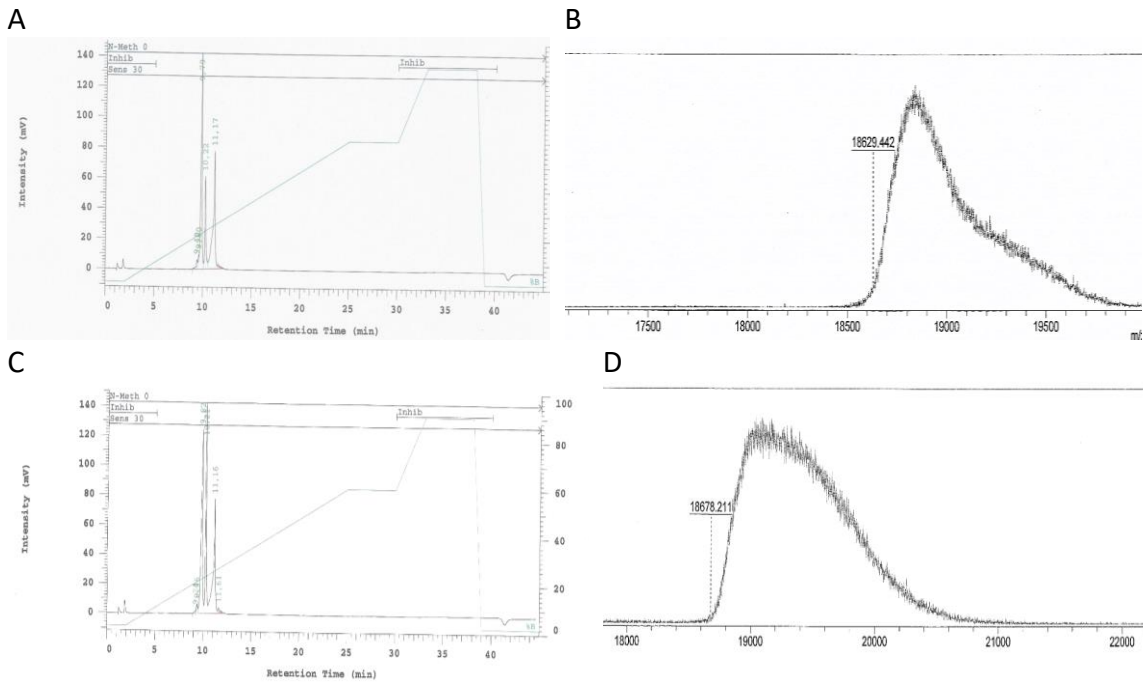 A
N-Meth 0
Inhib
Sens 30
Inhib
140
120
100
80
60
40
20
0
10,22
11,17
%B
0 5 10 15 20 25 30 35 40
Intensity (mV)
Retention Time (min)
B
18629.442
17500 18000 18500 19000 19500
m/
C
N-Meth 0
Inhib
Sens 30
Inhib
140
120
100
80
60
40
20
0
11,16
11,61
100
80
60
40
20
0
%B
0 5 10 15 20 25 30 35 40
Intensity (mV)
Retention Time (min)
D
18678.211
18000 19000 20000 21000 22000